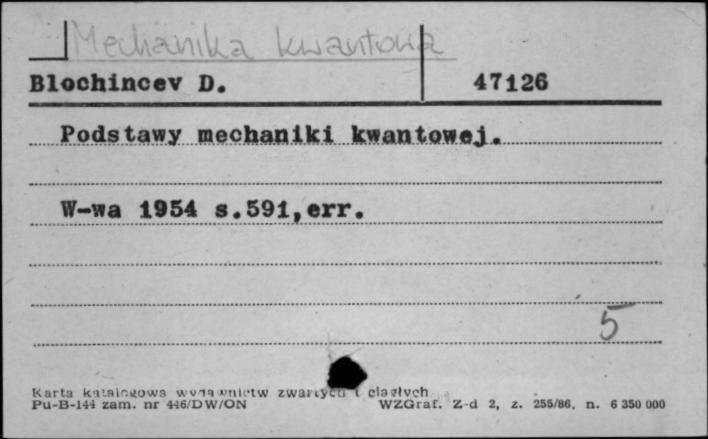 Mechanika kwantowa
Blochincev D. 47126
Podstawy mechaniki kwantowej.
W-wa 1954 s.591,err.
5
Karta katalogowa wydawnictw zwartych i ciągłych
Pu-B-144 zam. nr 446/DW/ON WZGraf. Z-d 2, z. 255/86, n. 6 350 000